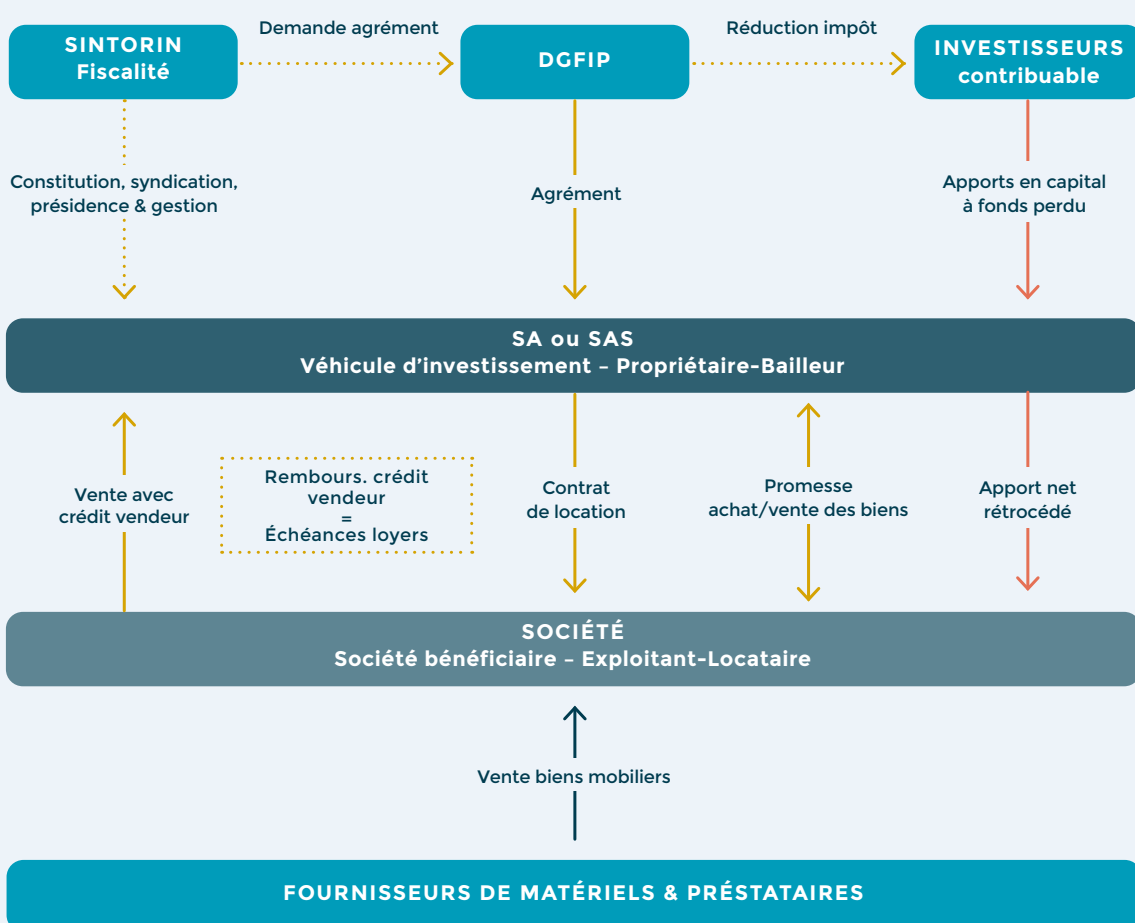 SINTORIN
Fiscalité
Demande agrément
DGFIP
Réduction impôt
INVESTISSEURS
contribuable
Constitution, syndication,
présidence & gestion
Agrément
Apports en capital
à fonds perdu
SA ou SAS
Véhicule d'investissement – Propriétaire-Bailleur
Vente avec
crédit vendeur
Rembours. crédit
vendeur
=
Échéances loyers
Contrat
de location
Promesse
achat/vente des biens
Apport net
rétrocédé
SOCIÉTÉ
Société bénéficiaire – Exploitant-Locataire
Vente biens mobiliers
FOURNISSEURS DE MATÉRIELS & PRÉSTATAIRES